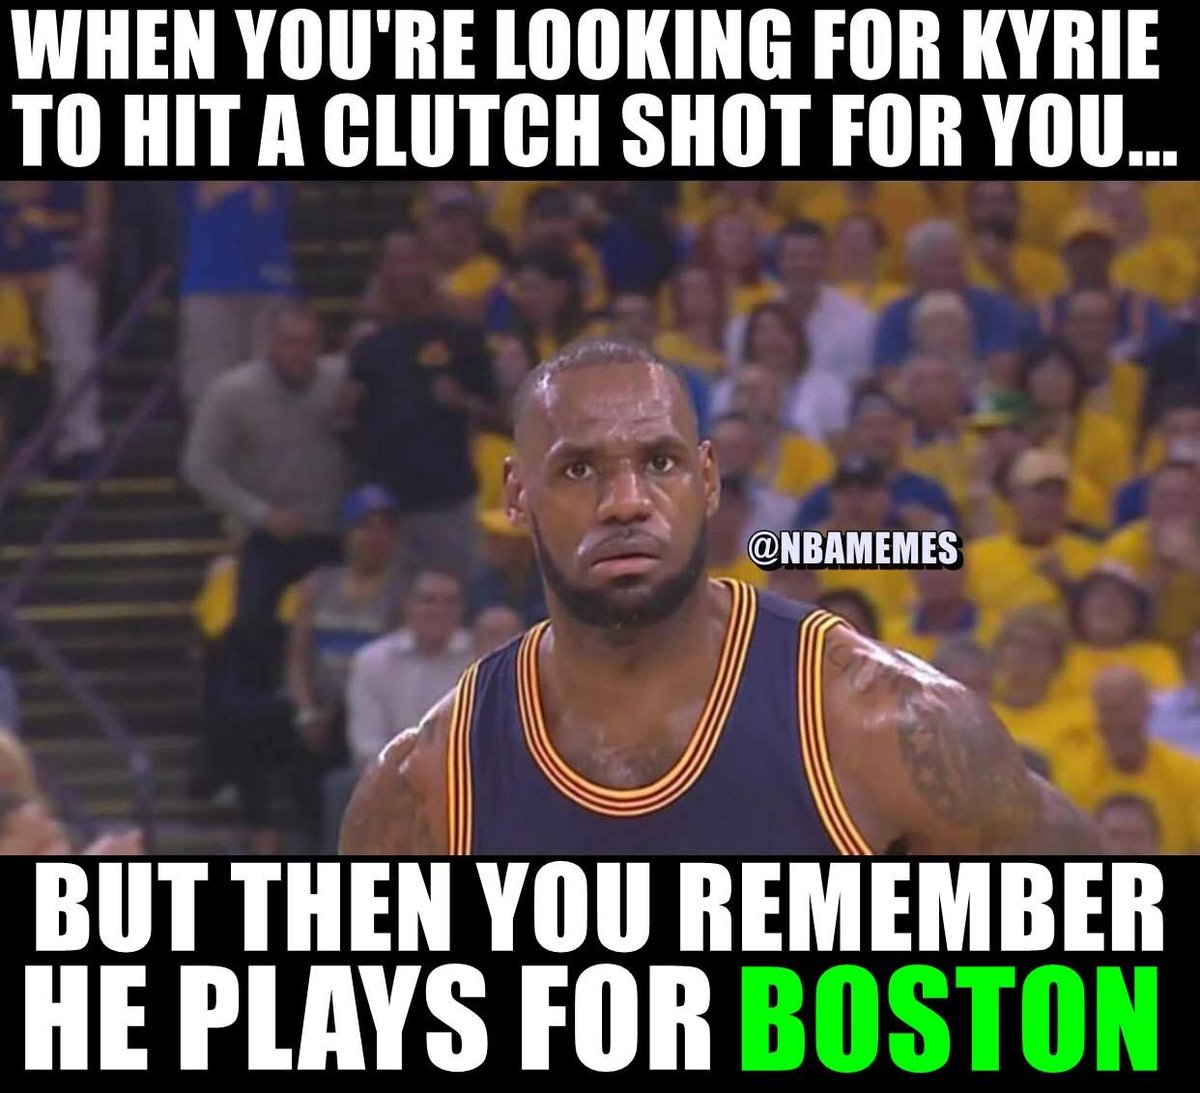 WHEN YOU'RE LOOKING FOR KYRIE
TO HIT A CLUTCH SHOT FOR YOU...
@NBAMEMES
BUT THEN YOU REMEMBER
HE PLAYS FOR BOSTON